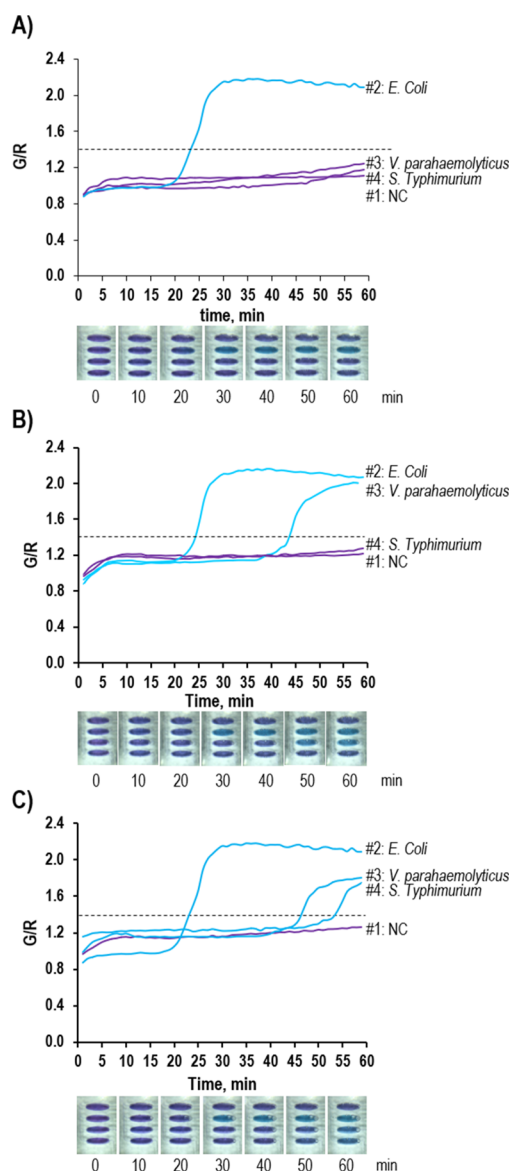 A)
2.4
2.0
1.6
1.2
0.8
0.4
0.0
G/R
#2: E. Coli
#3: V. parahaemolyticus
#4: S. Typhimurium
#1: NC
0 5 10 15 20 25 30 35 40 45 50 55 60
time, min
0 10 20 30 40 50 60 min
B)
2.4
2.0
1.6
1.2
0.8
0.4
0.0
G/R
#2: E. Coli
#3: V. parahaemolyticus
#4: S. Typhimurium
#1: NC
0 5 10 15 20 25 30 35 40 45 50 55 60
Time, min
0 10 20 30 40 50 60 min
C)
2.4
2.0
1.6
1.2
0.8
0.4
0.0
G/R
#2: E. Coli
#3: V. parahaemolyticus
#4: S. Typhimurium
#1: NC
0 5 10 15 20 25 30 35 40 45 50 55 60
Time, min
0 10 20 30 40 50 60 min